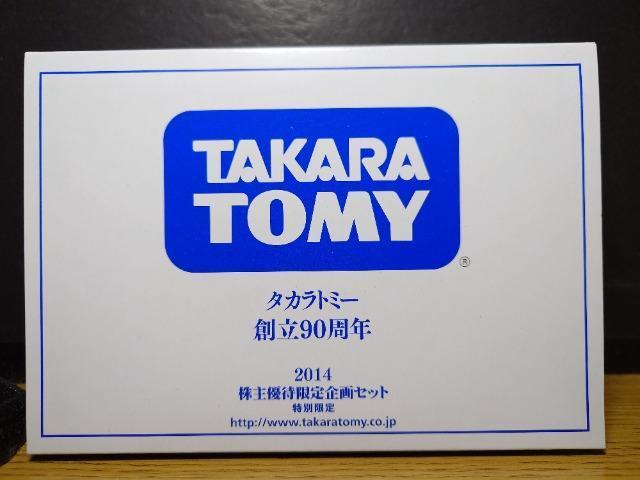 TAKARA
TOMY
®
タカラトミー
創立90周年
2014
株主優待限定企画セット
特別限定
http://www.takaratomy.co.jp